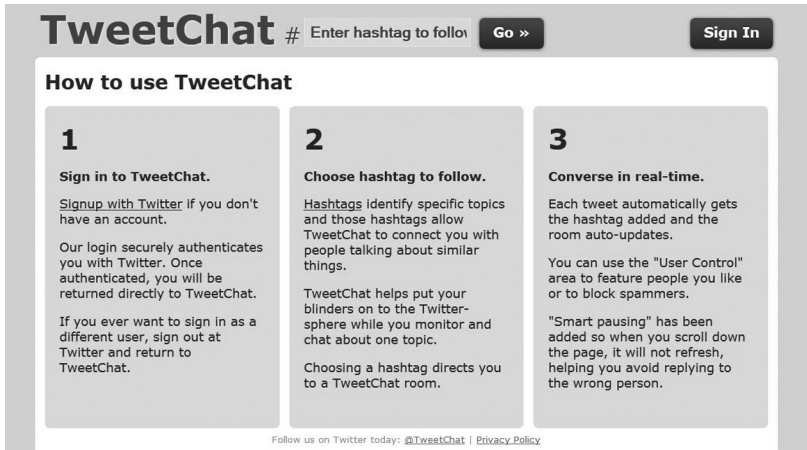 TweetChat # Enter hashtag to follow Go »
Sign In
How to use TweetChat
1
Sign in to TweetChat.
Signup with Twitter if you don't
have an account.
Our login securely authenticates
you with Twitter. Once
authenticated, you will be
returned directly to TweetChat.
If you ever want to sign in as a
different user, sign out at
Twitter and return to
TweetChat.
2
Choose hashtag to follow.
Hashtags identify specific topics
and those hashtags allow
TweetChat to connect you with
people talking about similar
things.
TweetChat helps put your
blinders on to the Twitter-
sphere while you monitor and
chat about one topic.
Choosing a hashtag directs you
to a TweetChat room.
3
Converse in real-time.
Each tweet automatically gets
the hashtag added and the
room auto-updates.
You can use the "User Control"
area to feature people you like
or to block spammers.
"Smart pausing" has been
added so when you scroll down
the page, it will not refresh,
helping you avoid replying to
the wrong person.
Follow us on Twitter today: @TweetChat | Privacy Policy